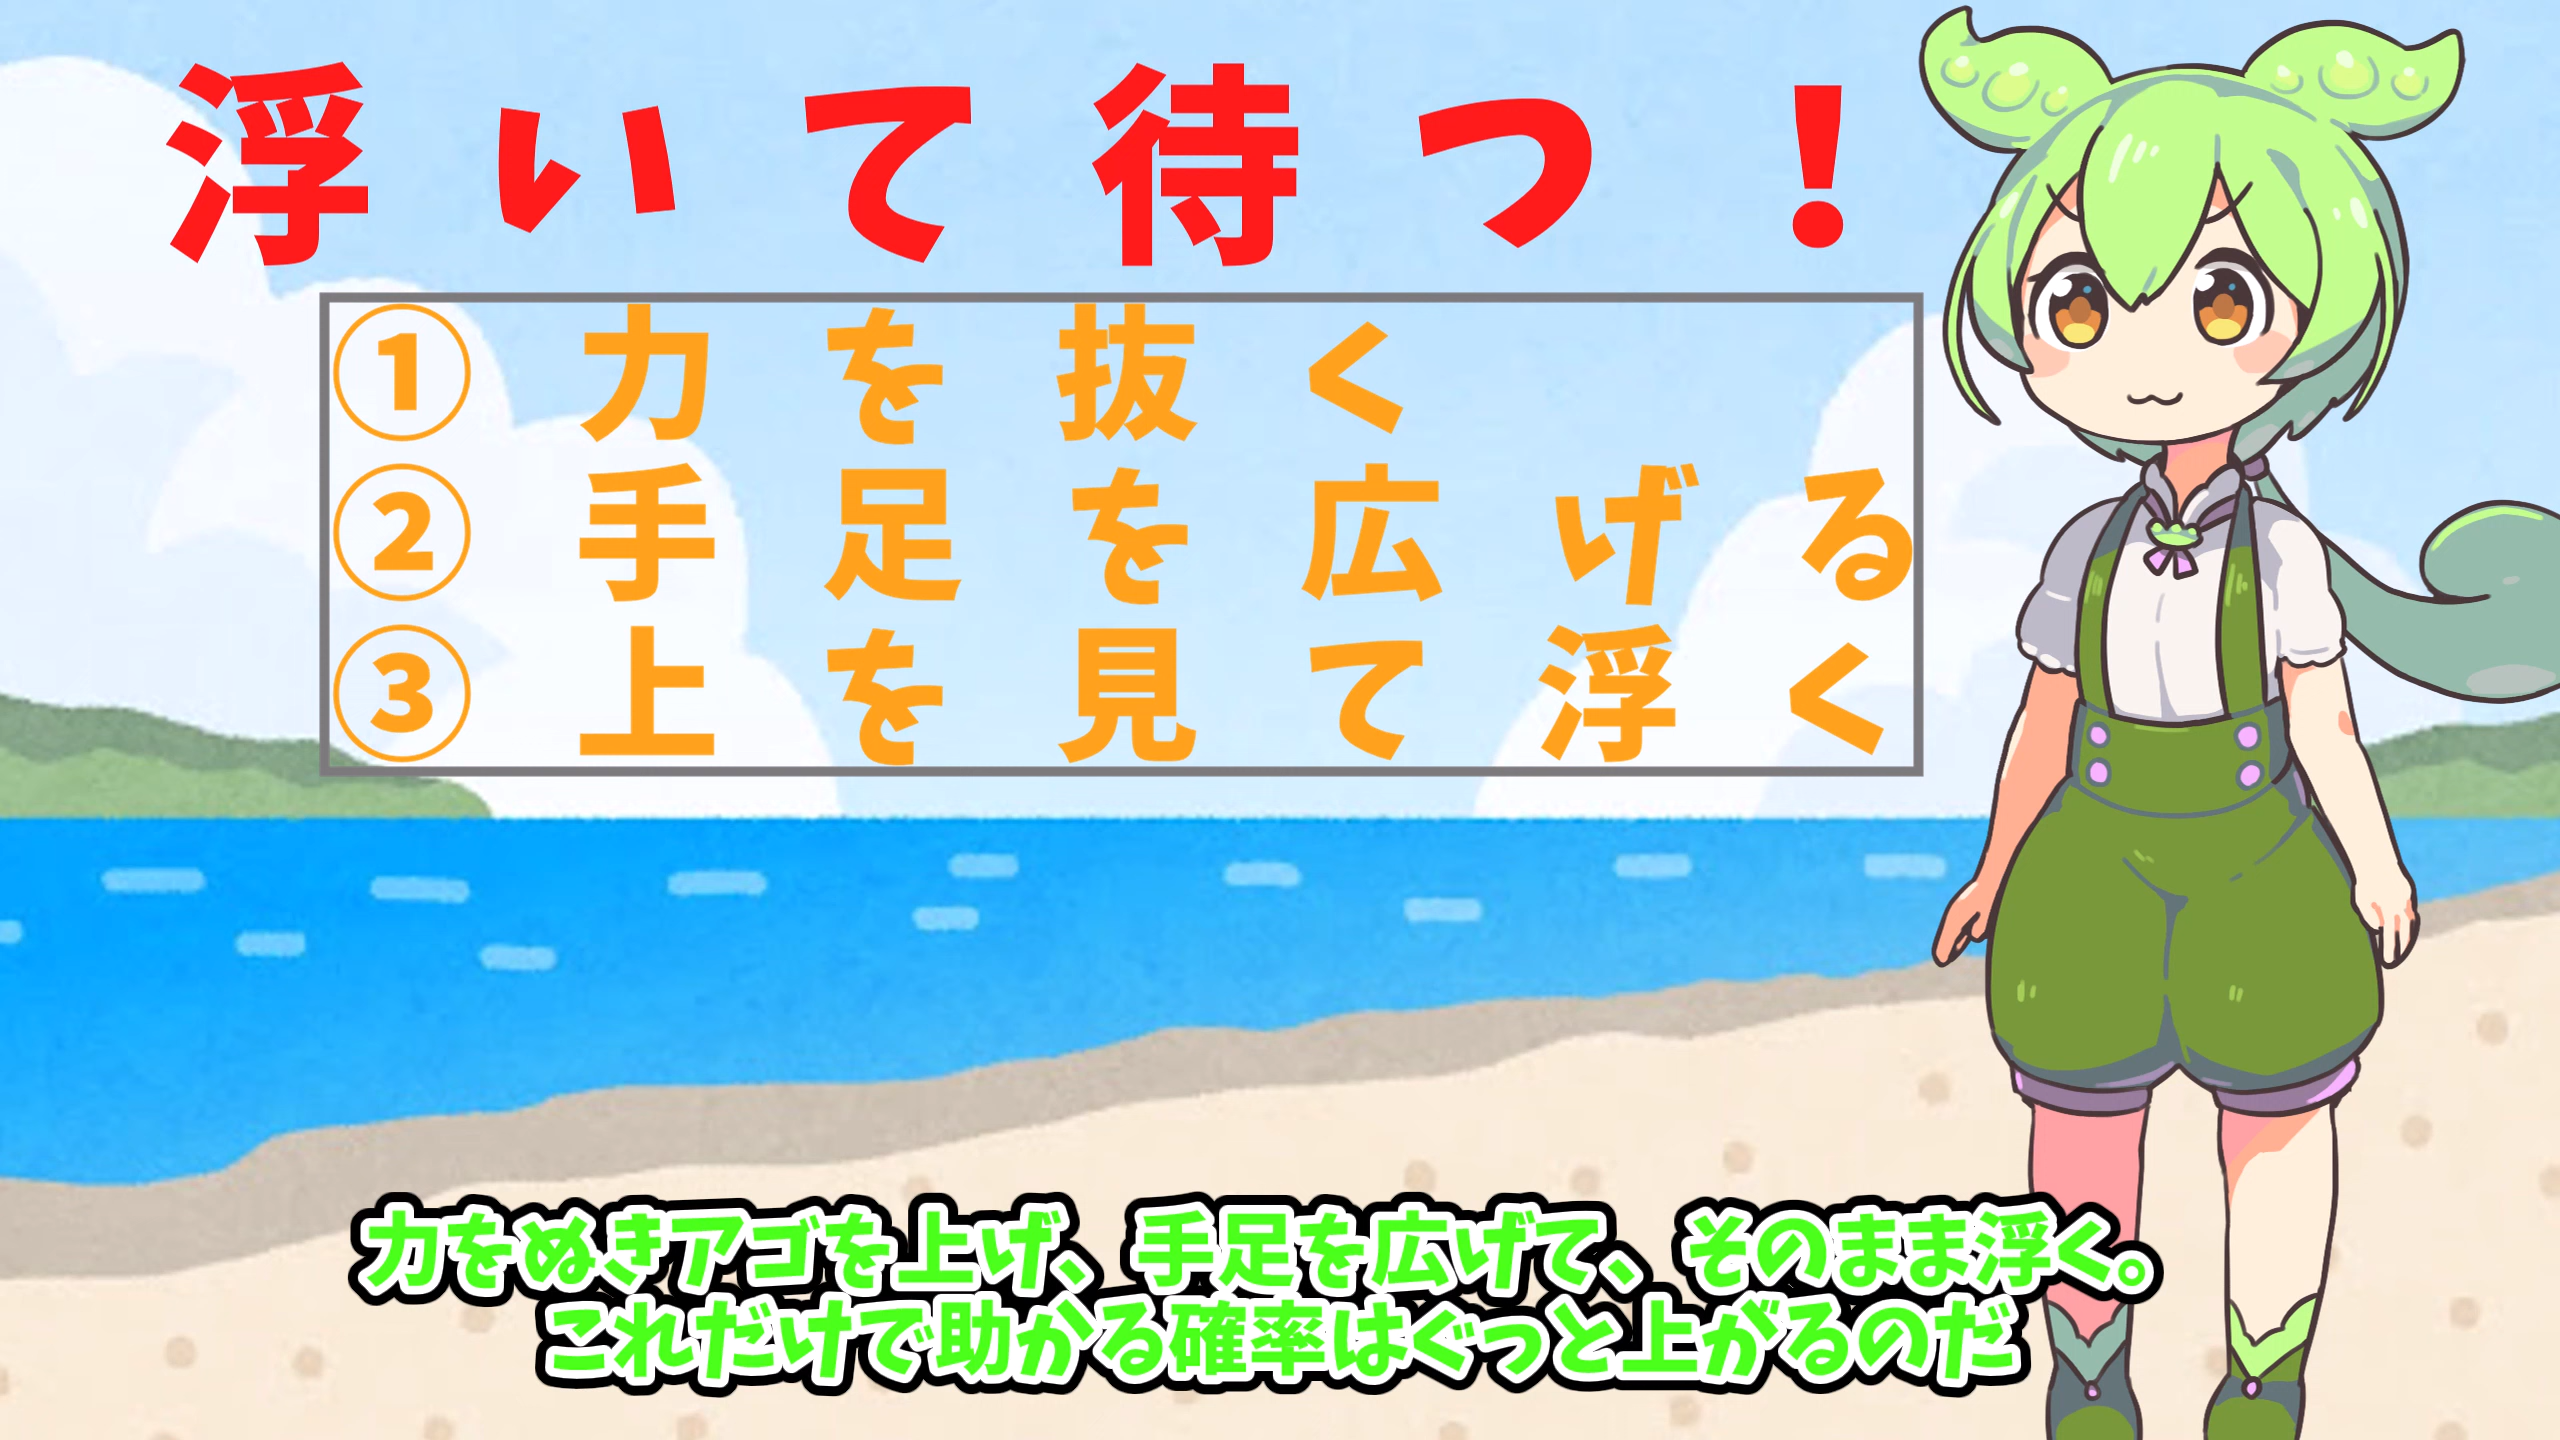 浮いて待つ！
①力を抜く
②手足を広げる
③上を見て浮く
力をぬきアゴを上げ、手足を広げて、そのまま浮く。
これだけで助かる確率はぐっと上がるのだ